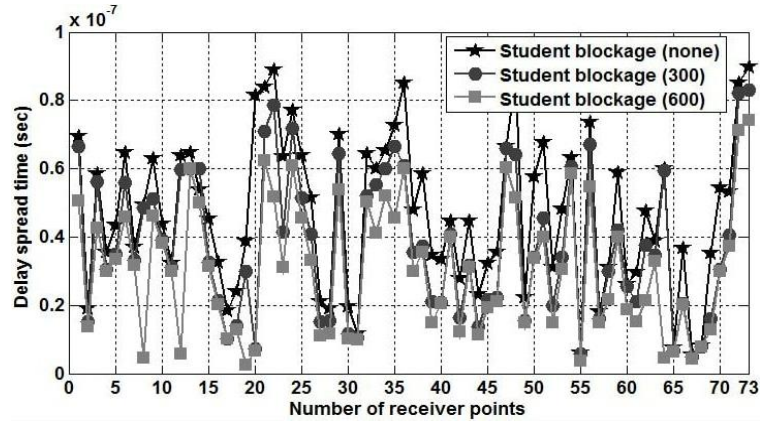 x 10-7
1
0.8
0.6
0.4
0.2
0
Delay spread time (sec)
Student blockage (none)
Student blockage (300)
Student blockage (600)
0 5 10 15 20 25 30 35 40 45 50 55 60 65 70 73
Number of receiver points